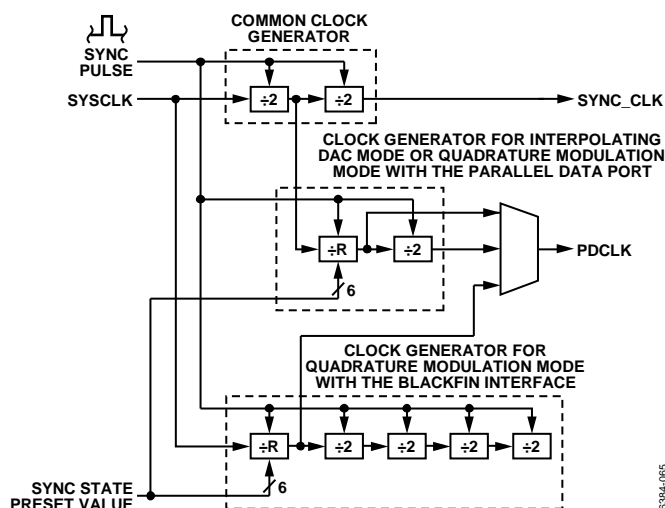 COMMON CLOCK
GENERATOR
SYNC
PULSE
SYSCLK
÷2
÷2
SYNC_CLK
CLOCK GENERATOR FOR INTERPOLATING
DAC MODE OR QUADRATURE MODULATION
MODE WITH THE PARALLEL DATA PORT
÷R
÷2
PDCLK
6
CLOCK GENERATOR FOR
QUADRATURE MODULATION MODE
WITH THE BLACKFIN INTERFACE
÷R
÷2
÷2
÷2
÷2
6
SYNC STATE
PRESET VALUE
6384-065